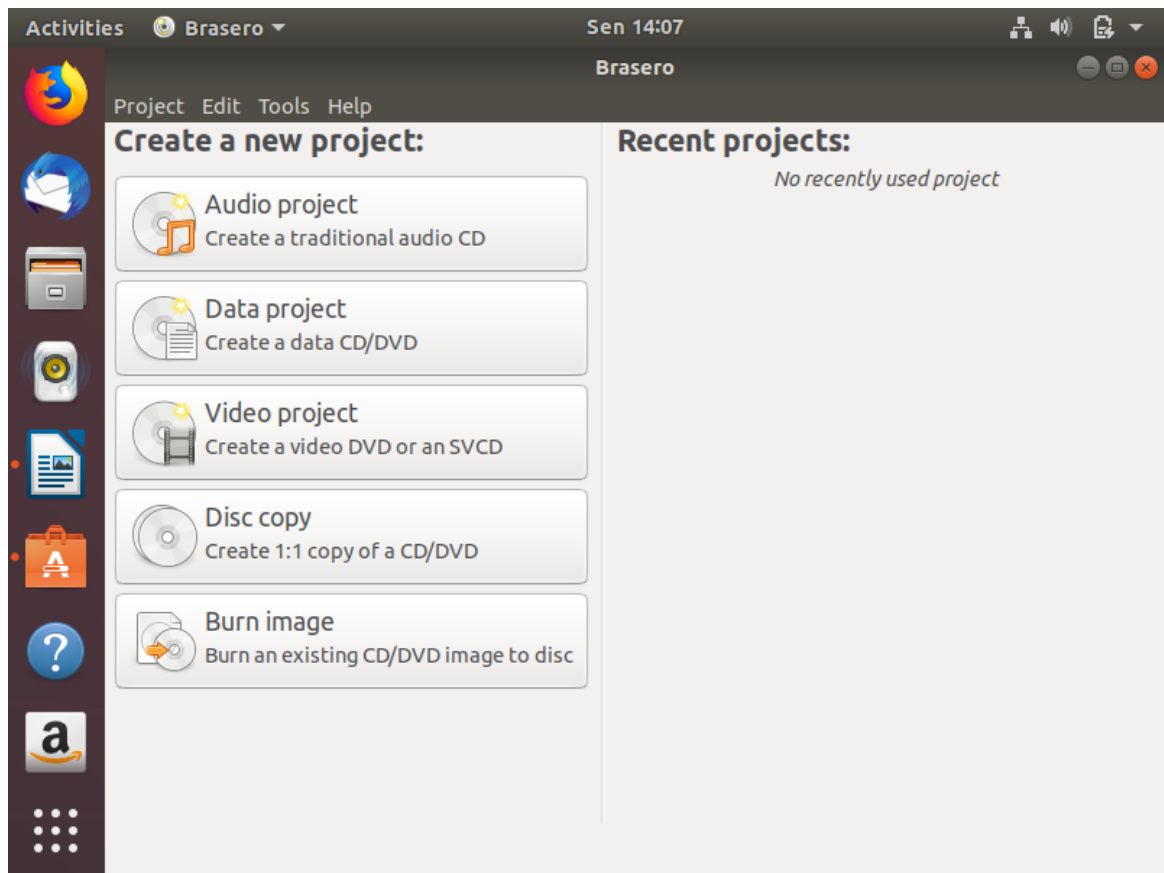 Activities Brasero Sen 14:07
Brasero
Project Edit Tools Help
Create a new project:
Audio project
Create a traditional audio CD
Data project
Create a data CD/DVD
Video project
Create a video DVD or an SVCD
Disc copy
Create 1:1 copy of a CD/DVD
Burn image
Burn an existing CD/DVD image to disc
Recent projects:
No recently used project
A
?
a